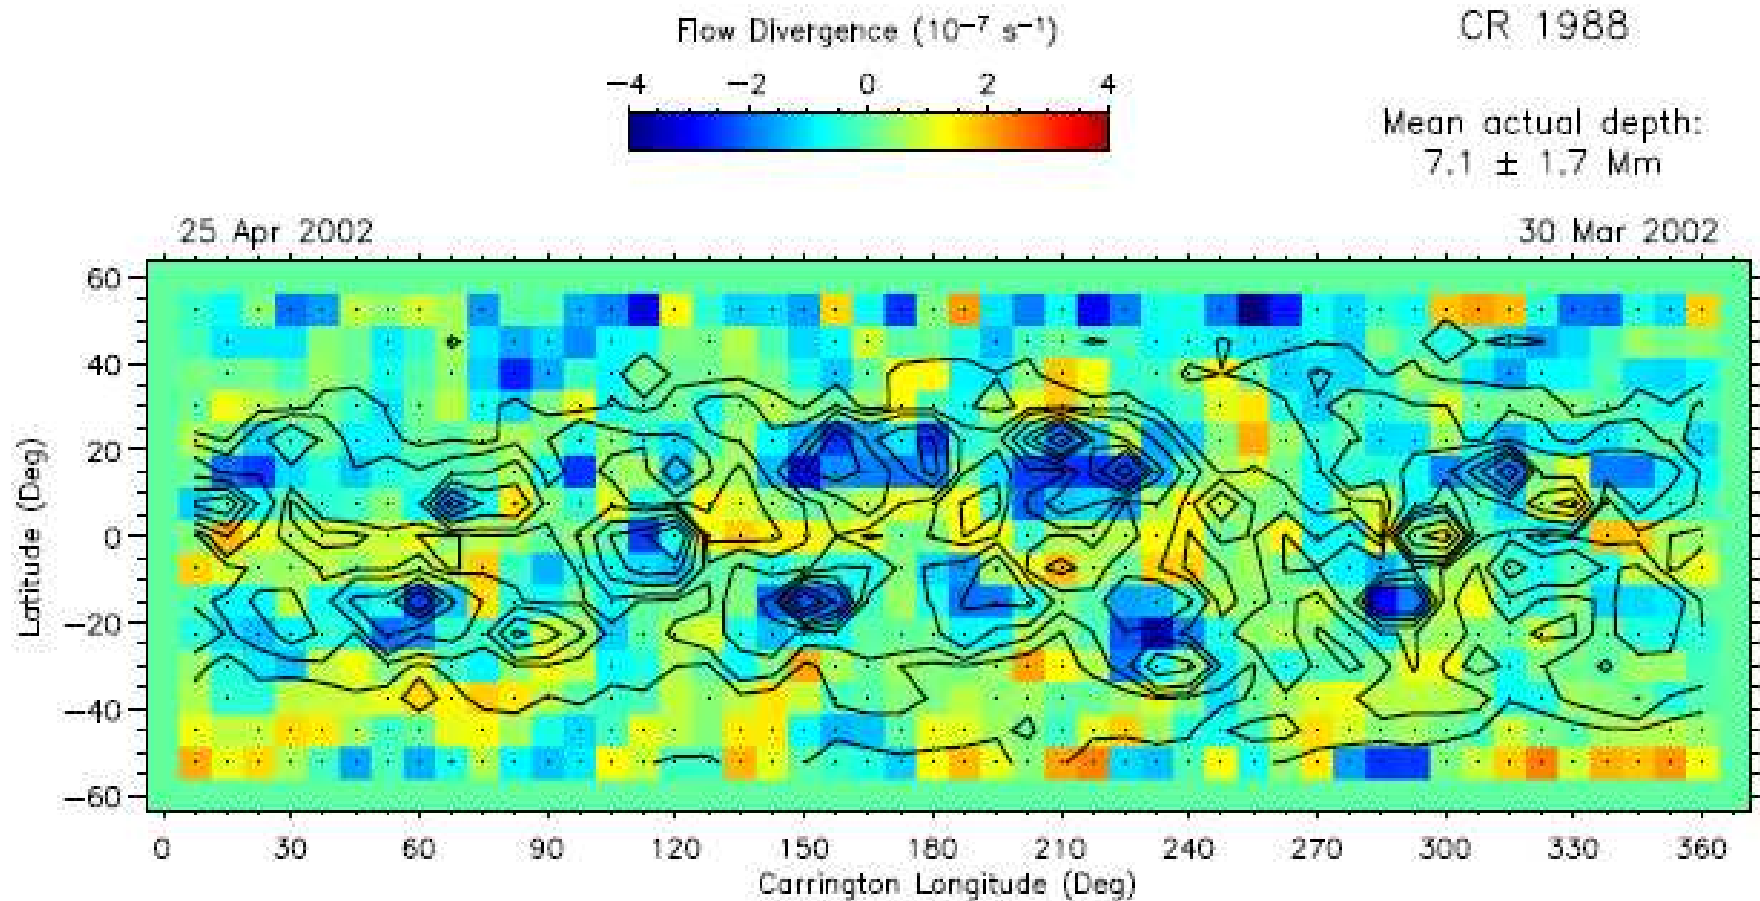 Flow Divergence (10⁻⁷ s⁻¹)
CR 1988
−4 −2 0 2 4
Mean actual depth:
7.1 ± 1.7 Mm
25 Apr 2002
30 Mar 2002
60
40
20
0
−20
−40
−60
Latitude (Deg)
0 30 60 90 120 150 180 210 240 270 300 330 360
Carrington Longitude (Deg)